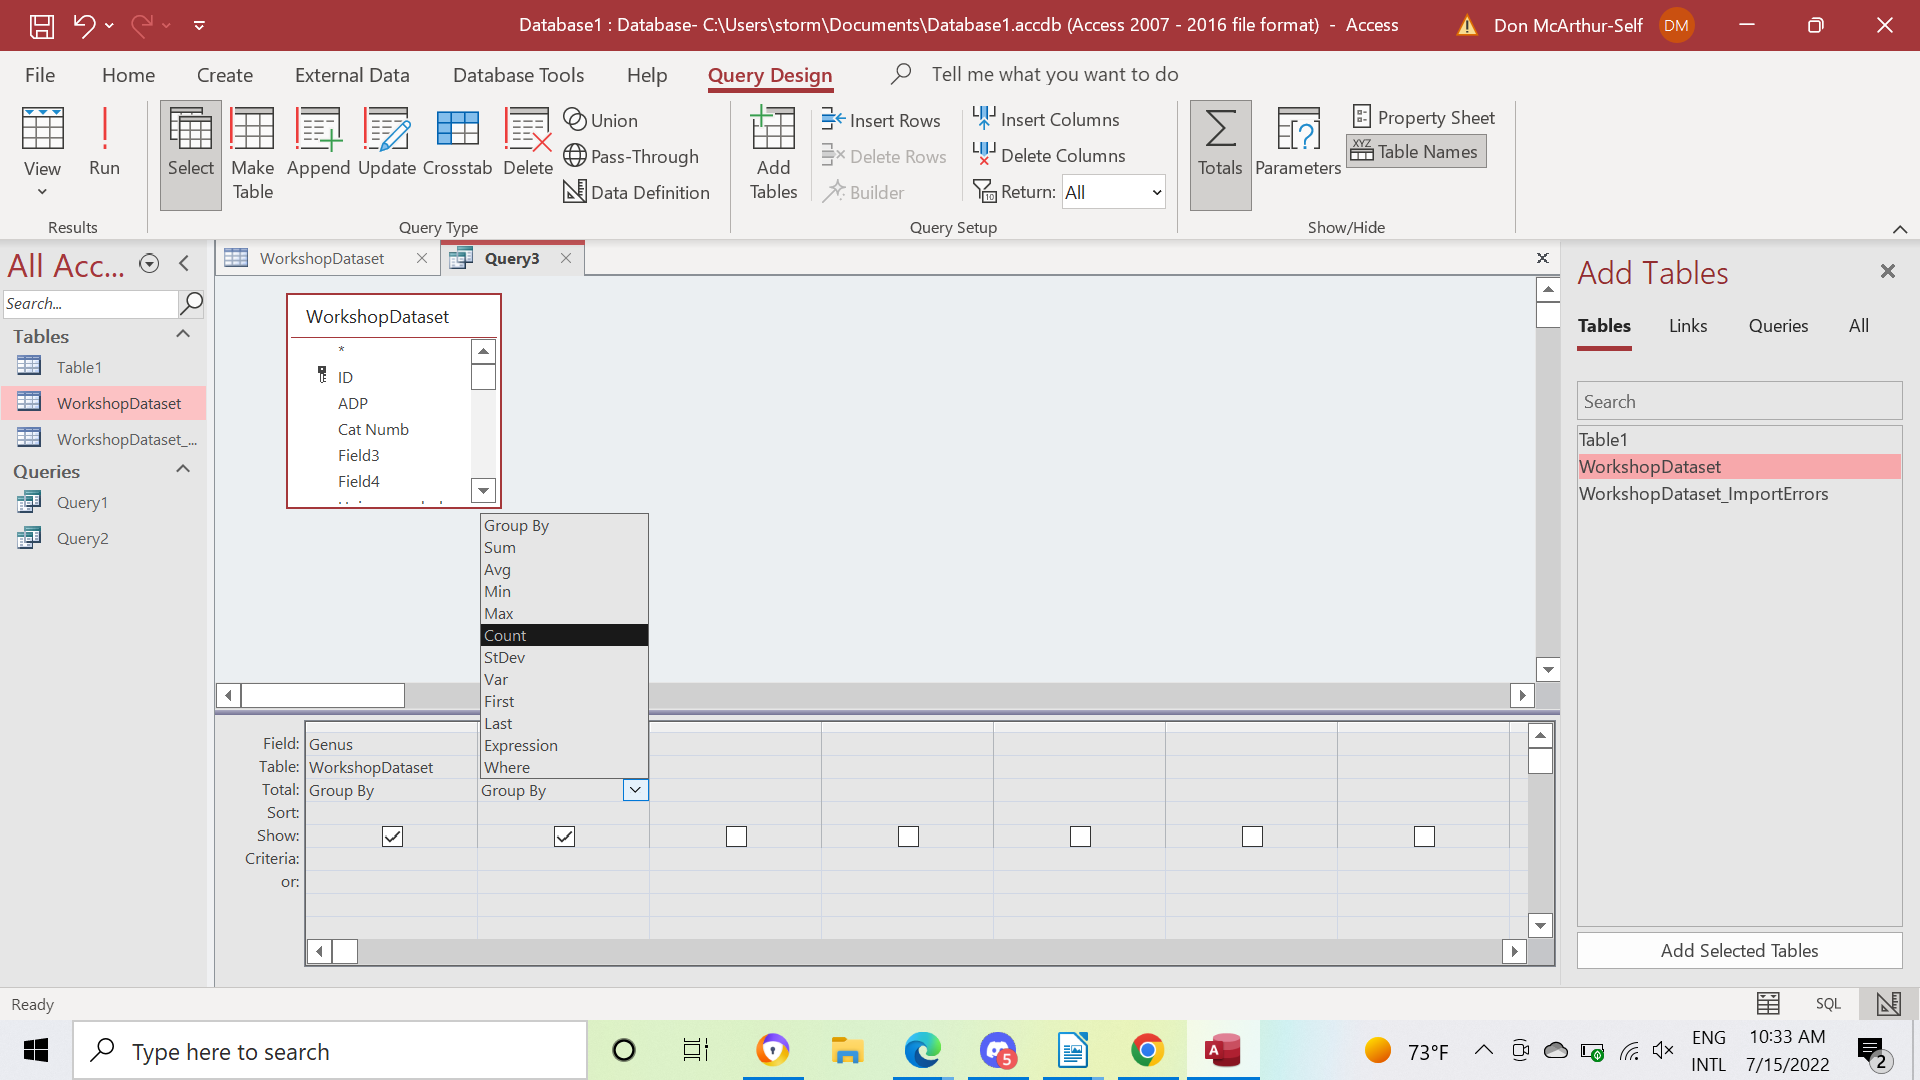 Database1 : Database- C:\Users\storm\Documents\Database1.accdb (Access 2007 - 2016 file format) - Access
Don McArthur-Self
DM
File
Home
Create
External Data
Database Tools
Help
Query Design
Tell me what you want to do
View
Run
Select
Make Table
Append
Update
Crosstab
Delete
Union
Pass-Through
Data Definition
Add Tables
Insert Rows
Delete Rows
Builder
Insert Columns
Delete Columns
Return: All
Totals
Parameters
Property Sheet
XYZ Table Names
Results
Query Type
Query Setup
Show/Hide
All Acc...
Search...
Tables
Table1
WorkshopDataset
WorkshopDataset_...
Queries
Query1
Query2
WorkshopDataset
Query3
WorkshopDataset
*
ID
ADP
Cat Numb
Field3
Field4
Group By
Sum
Avg
Min
Max
Count
StDev
Var
First
Last
Expression
Where
Field: Genus
Table: WorkshopDataset
Total: Group By Group By
Sort:
Show:
Criteria:
or:
Add Tables
Tables Links Queries All
Search
Table1
WorkshopDataset
WorkshopDataset_ImportErrors
Add Selected Tables
Ready
SQL
Type here to search
5
A
73°F
ENG
INTL
10:33 AM
7/15/2022
2